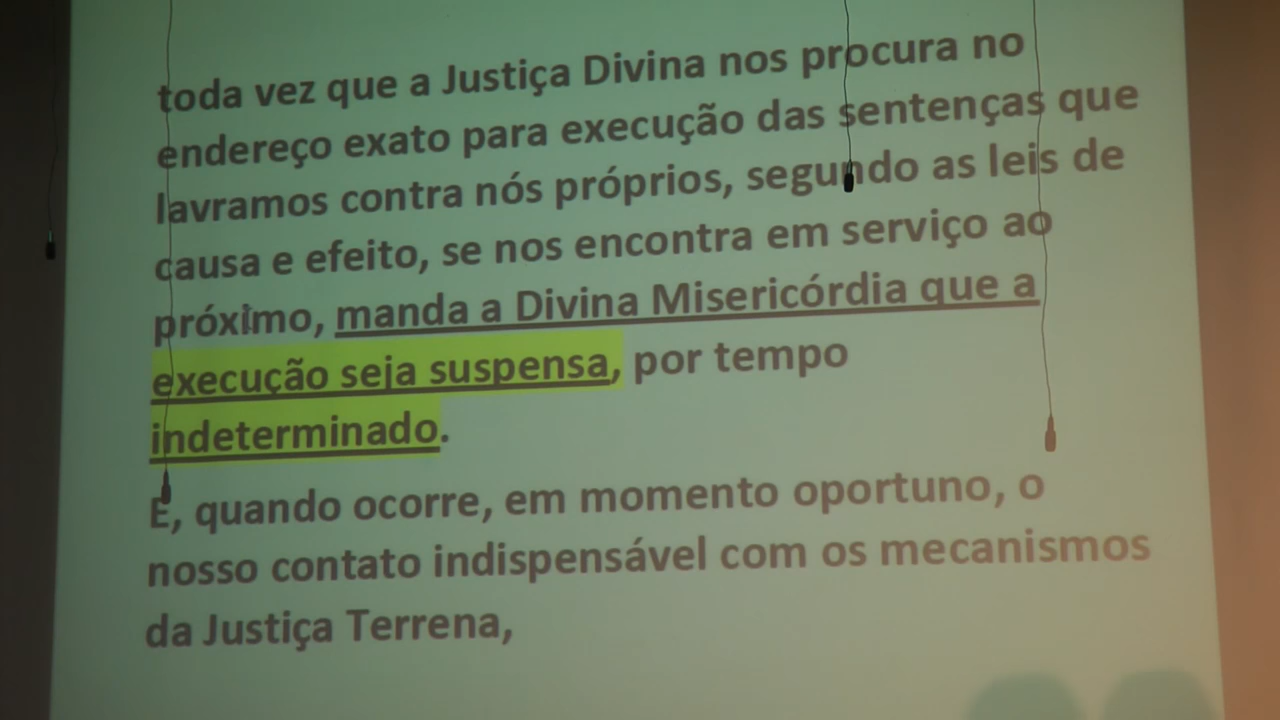 toda vez que a Justiça Divina nos procura no
endereço exato para execução das sentenças que
lavramos contra nós próprios, segundo as leis de
causa e efeito, se nos encontra em serviço ao
próximo, manda a Divina Misericórdia que a
execução seja suspensa, por tempo
indeterminado.
E, quando ocorre, em momento oportuno, o
nosso contato indispensável com os mecanismos
da Justiça Terrena,